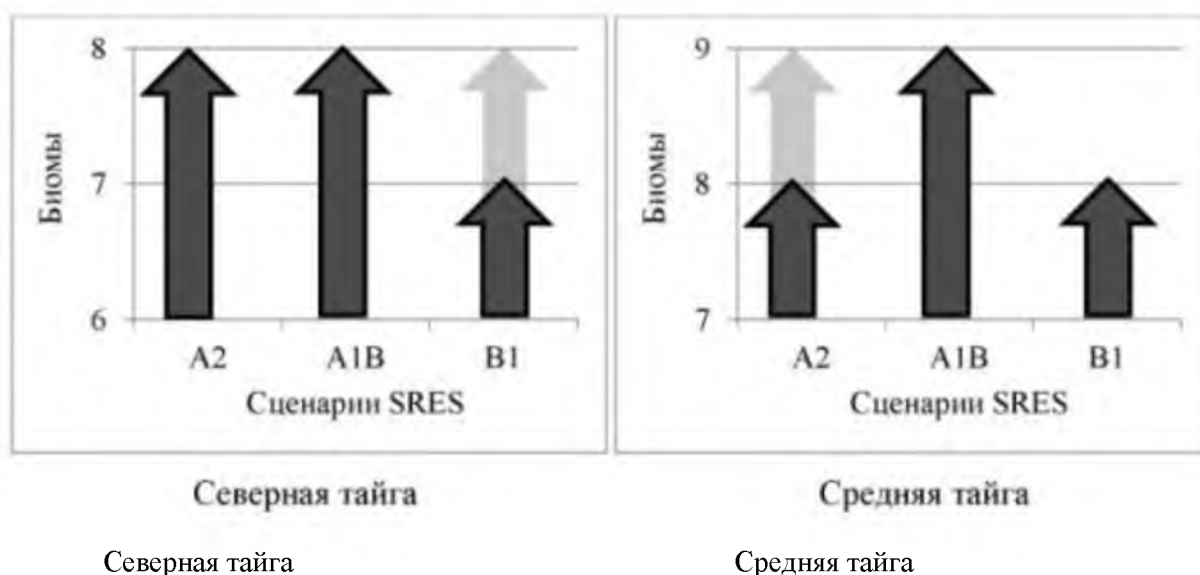 8
7
6
Биомы
A2 A1B B1
Сценарии SRES
9
8
7
Биомы
A2 A1B B1
Сценарии SRES
Северная тайга Средняя тайга
Северная тайга Средняя тайга